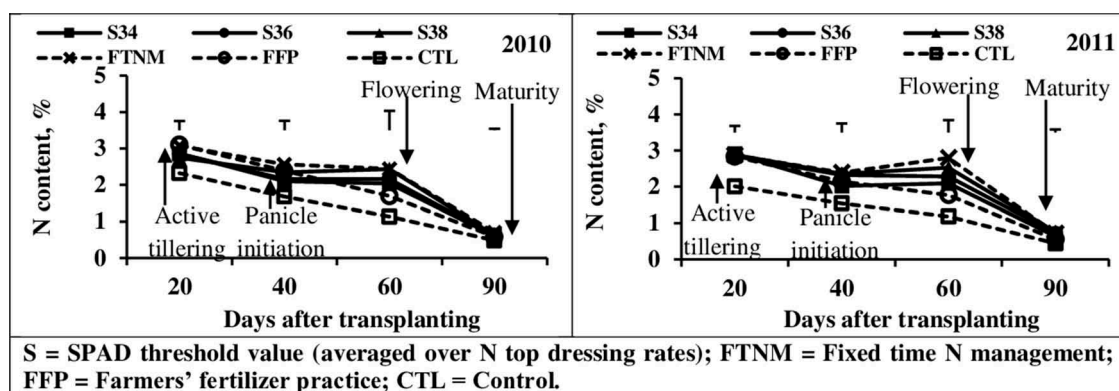 S34 S36 S38 2010
FTNM FFP CTL
N content, %
5
4
3
2
1
0
Flowering
Maturity
Active
tillering
Panicle
initiation
20 40 60 90
Days after transplanting
S34 S36 S38 2011
FTNM FFP CTL
N content, %
5
4
3
2
1
0
Flowering
Maturity
Active
tillering
Panicle
initiation
20 40 60 90
Days after transplanting
S = SPAD threshold value (averaged over N top dressing rates); FTNM = Fixed time N management;
FFP = Farmers’ fertilizer practice; CTL = Control.